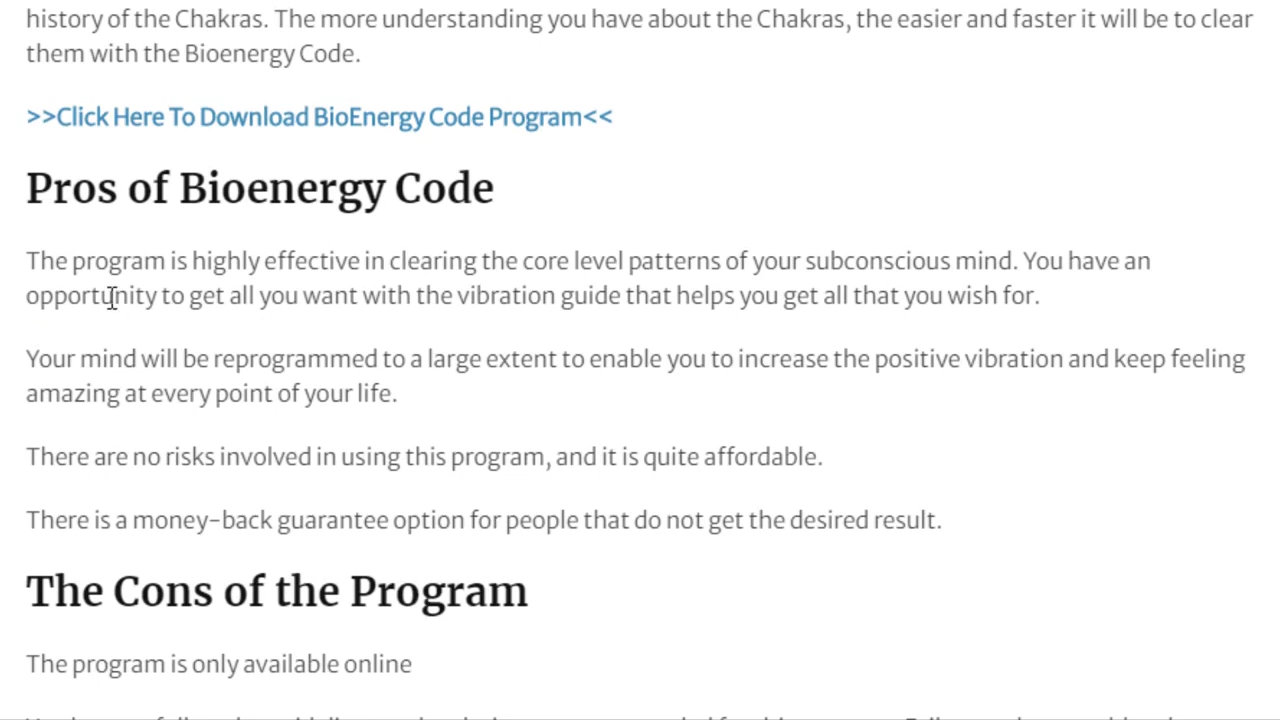 history of the Chakras. The more understanding you have about the Chakras, the easier and faster it will be to clear
them with the Bioenergy Code.
>>Click Here To Download BioEnergy Code Program<<
Pros of Bioenergy Code
The program is highly effective in clearing the core level patterns of your subconscious mind. You have an
opportunity to get all you want with the vibration guide that helps you get all that you wish for.
Your mind will be reprogrammed to a large extent to enable you to increase the positive vibration and keep feeling
amazing at every point of your life.
There are no risks involved in using this program, and it is quite affordable.
There is a money-back guarantee option for people that do not get the desired result.
The Cons of the Program
The program is only available online